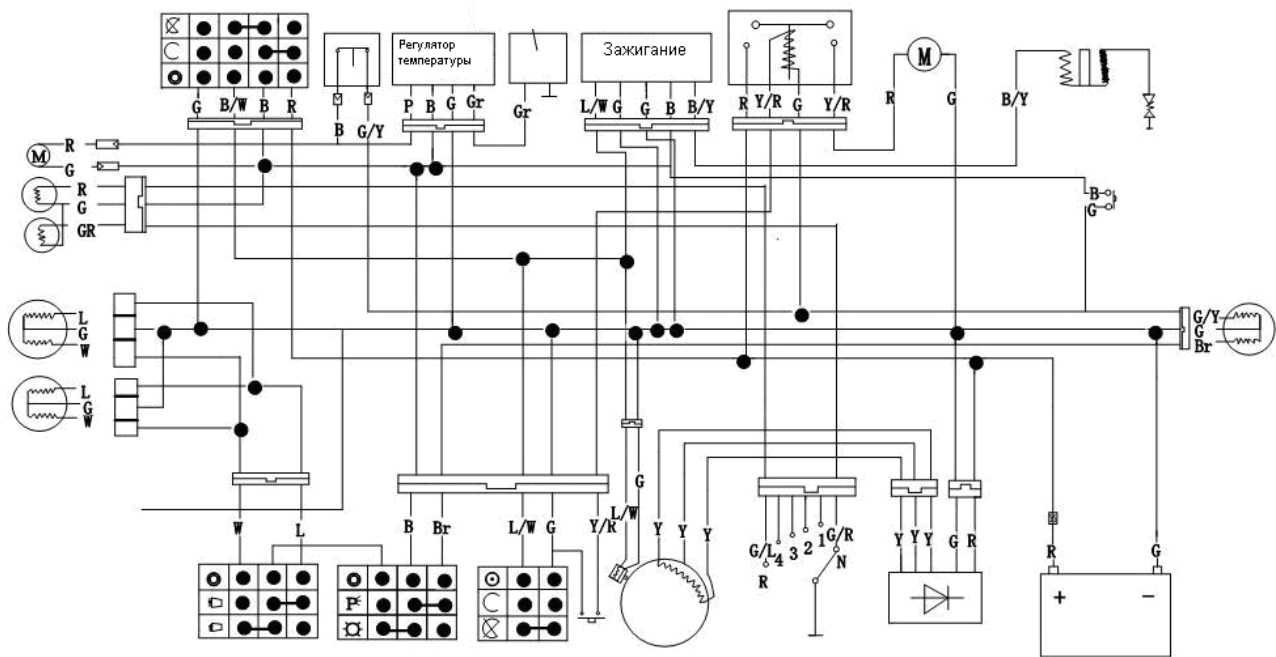 Регулятор
температуры
Зажигание
M
G B/W B R
P B G Gr
Gr
L/W G G B B/Y
R Y/R G Y/R
R
G
B/Y
B
G/Y
R
M
G
R
G
GR
B
G
L
G
W
G/Y
G
Br
L
G
W
G
W
L
B
Br
L/W
G
Y/R
L/W
Y
Y
Y
G/L
4
3
2
1
G/R
R
N
Y
Y
Y
G
R
R
G
P
+
−